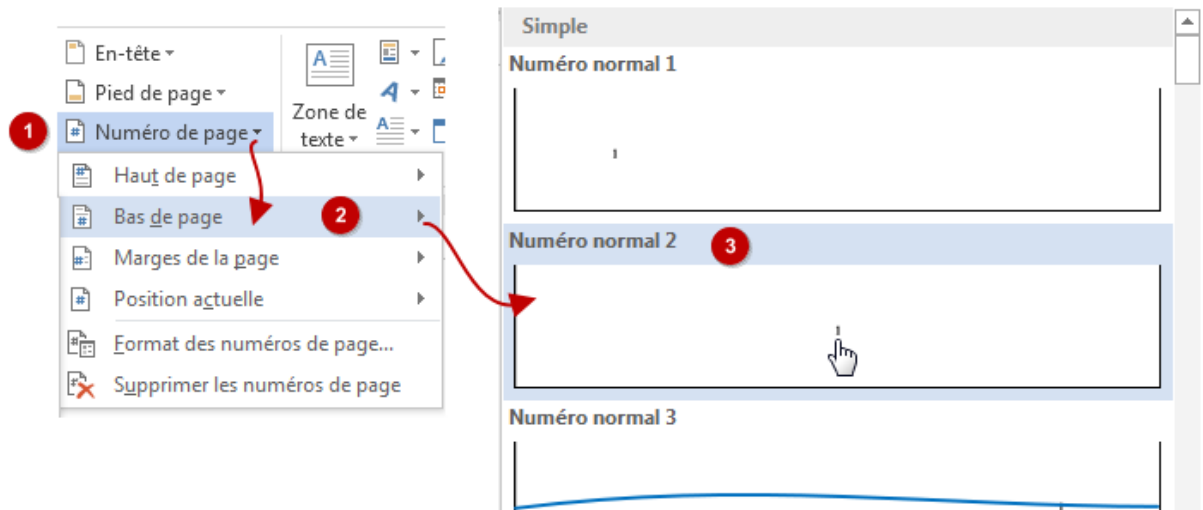 En-tête
Pied de page
1 Numéro de page
A
Zone de
texte
A
A
Haut de page
Bas de page 2
Marges de la page
Position actuelle
Format des numéros de page...
Supprimer les numéros de page
Simple
Numéro normal 1
1
Numéro normal 2 3
1
Numéro normal 3